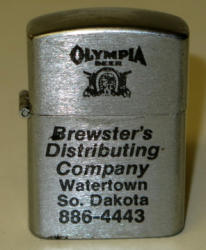 OLYMPIA
BEER
Brewster's
Distributing
Company
Watertown
So. Dakota
886-4443